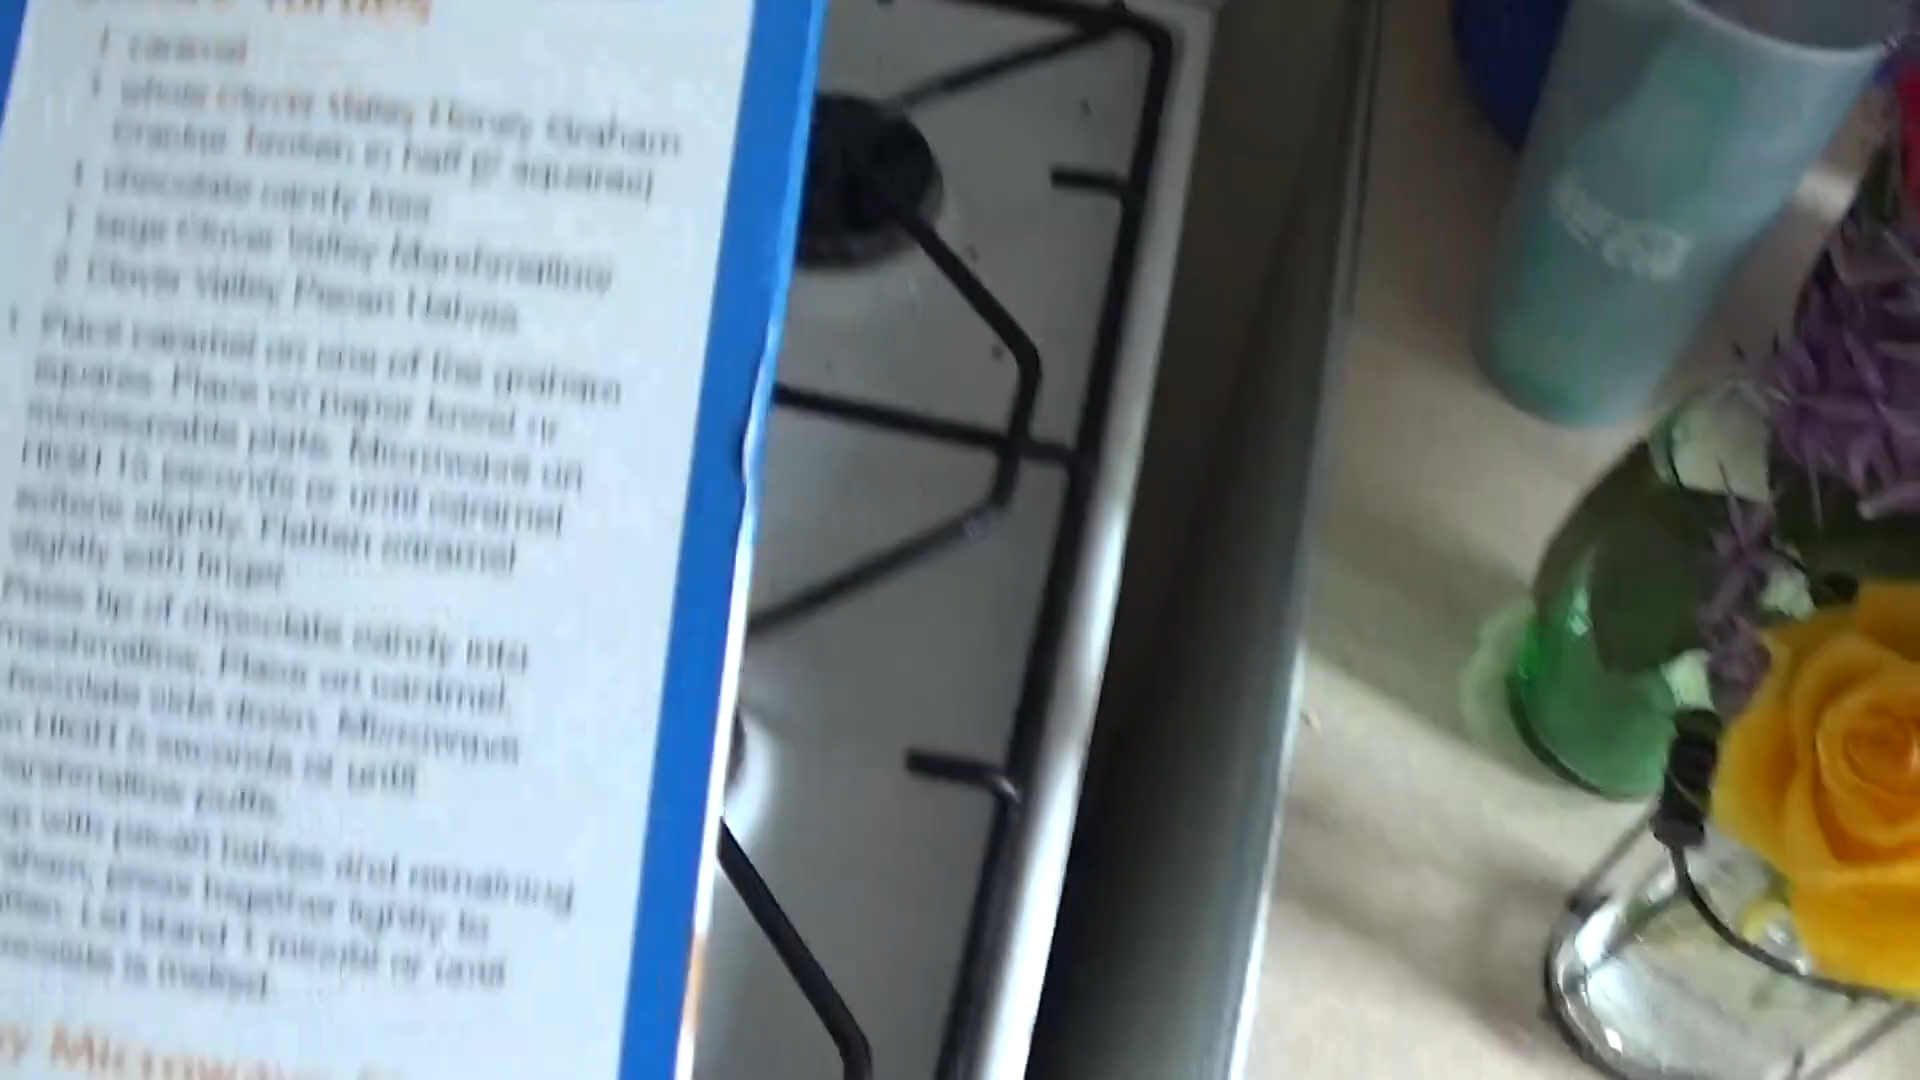 1 caramel
1 whole Clover Valley Honey Graham
Cracker, broken in half (2 squares)
1 chocolate candy kiss
1 large Clover Valley Marshmallow
2 Clover Valley Pecan Halves
1. Place caramel on one of the graham
squares. Place on paper towel or
microwavable plate. Microwave on
HIGH 15 seconds or until caramel
softens slightly. Flatten caramel
slightly with finger.
Press tip of chocolate candy into
marshmallow. Place on caramel,
chocolate side down. Microwave
on HIGH 5 seconds or until
marshmallow puffs.
with pecan halves and remaining
press together lightly to
Let stand 1 minute or until
chocolate is melted.
Microwave